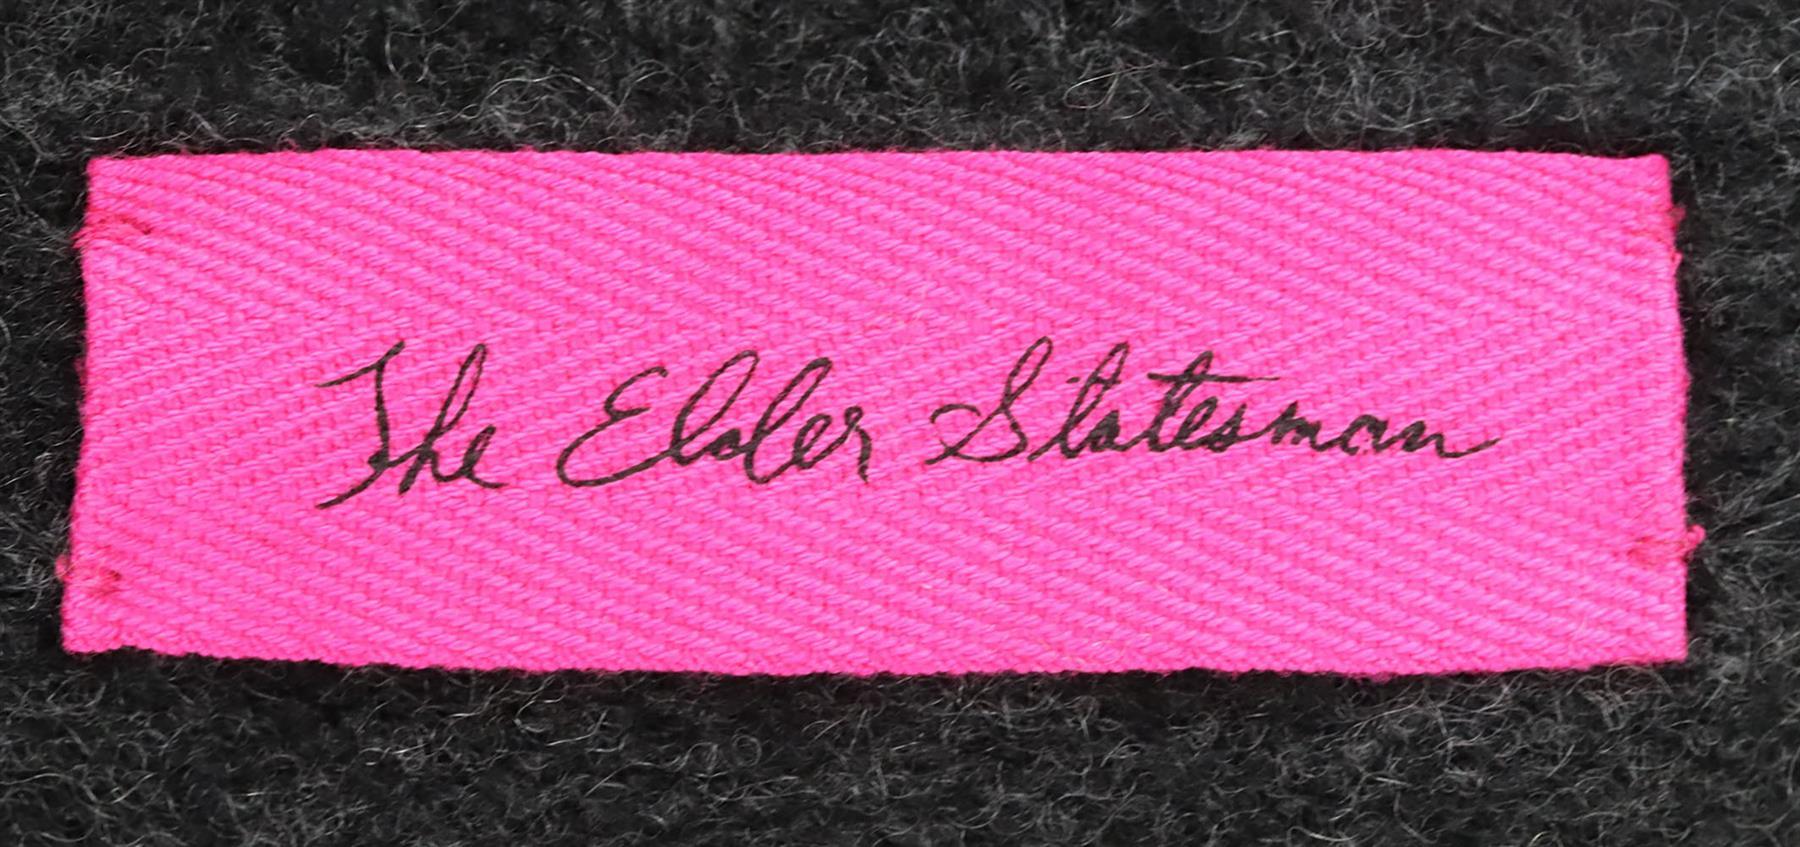 The Elder Statesman